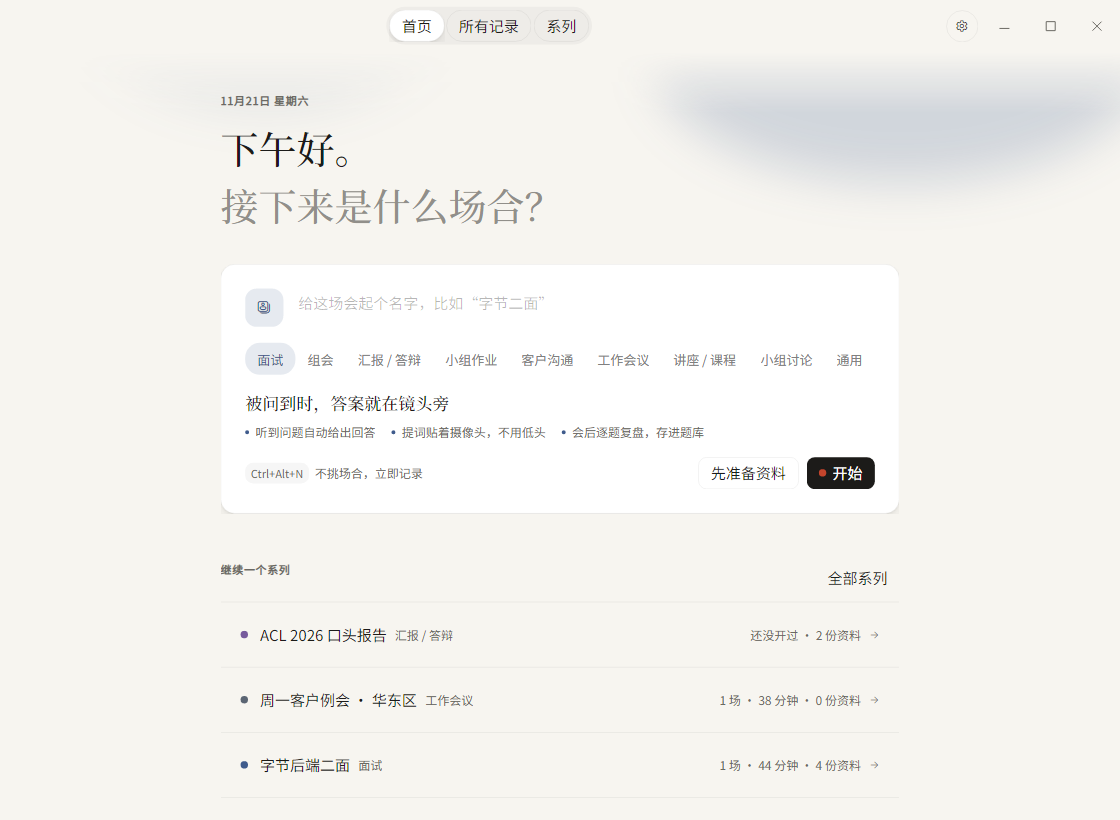 首页 所有记录 系列
11月21日 星期六
下午好。
接下来是什么场合？
给这场会起个名字，比如“字节二面”
面试 组会 汇报 / 答辩 小组作业 客户沟通 工作会议 讲座 / 课程 小组讨论 通用
被问到时，答案就在镜头旁
• 听到问题自动给出回答 • 提词贴着摄像头，不用低头 • 会后逐题复盘，存进题库
Ctrl+Alt+N 不挑场合，立即记录
先准备资料 开始
继续一个系列
全部系列
ACL 2026 口头报告 汇报 / 答辩 还没开过 • 2 份资料 →
周一客户例会 • 华东区 工作会议 1 场 • 38 分钟 • 0 份资料 →
字节后端二面 面试 1 场 • 44 分钟 • 4 份资料 →